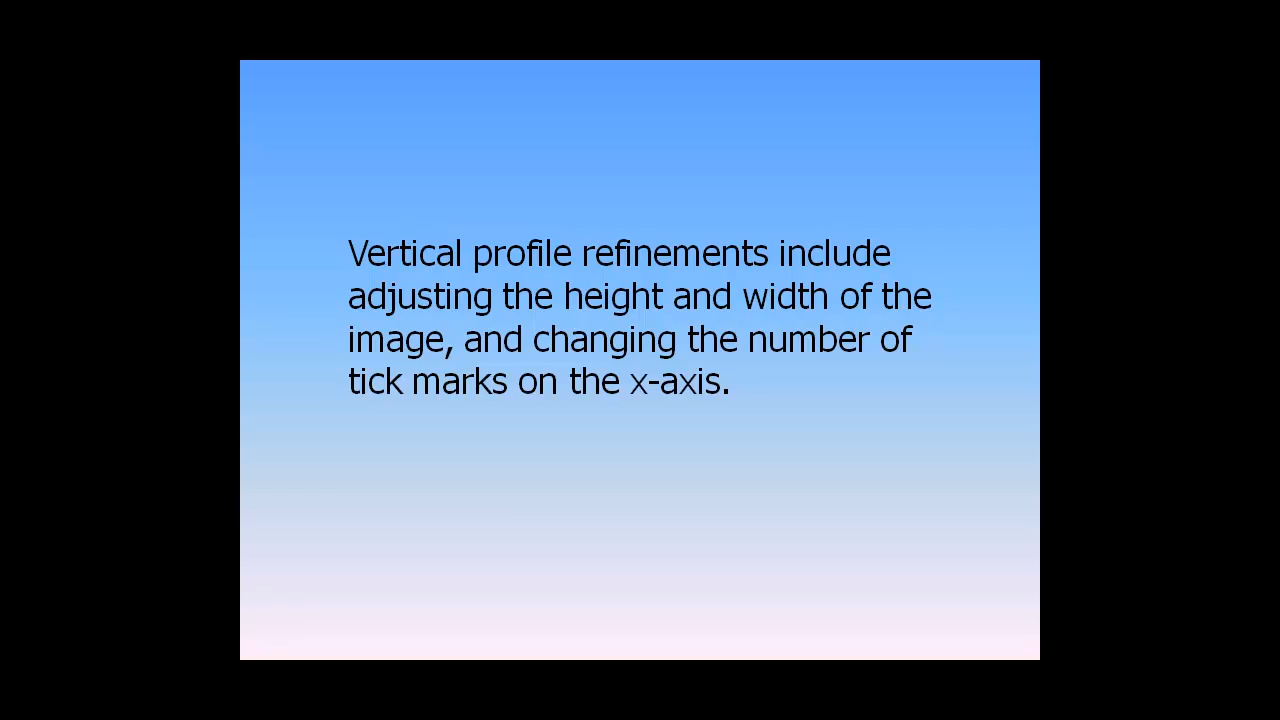 Vertical profile refinements include
adjusting the height and width of the
image, and changing the number of
tick marks on the x-axis.